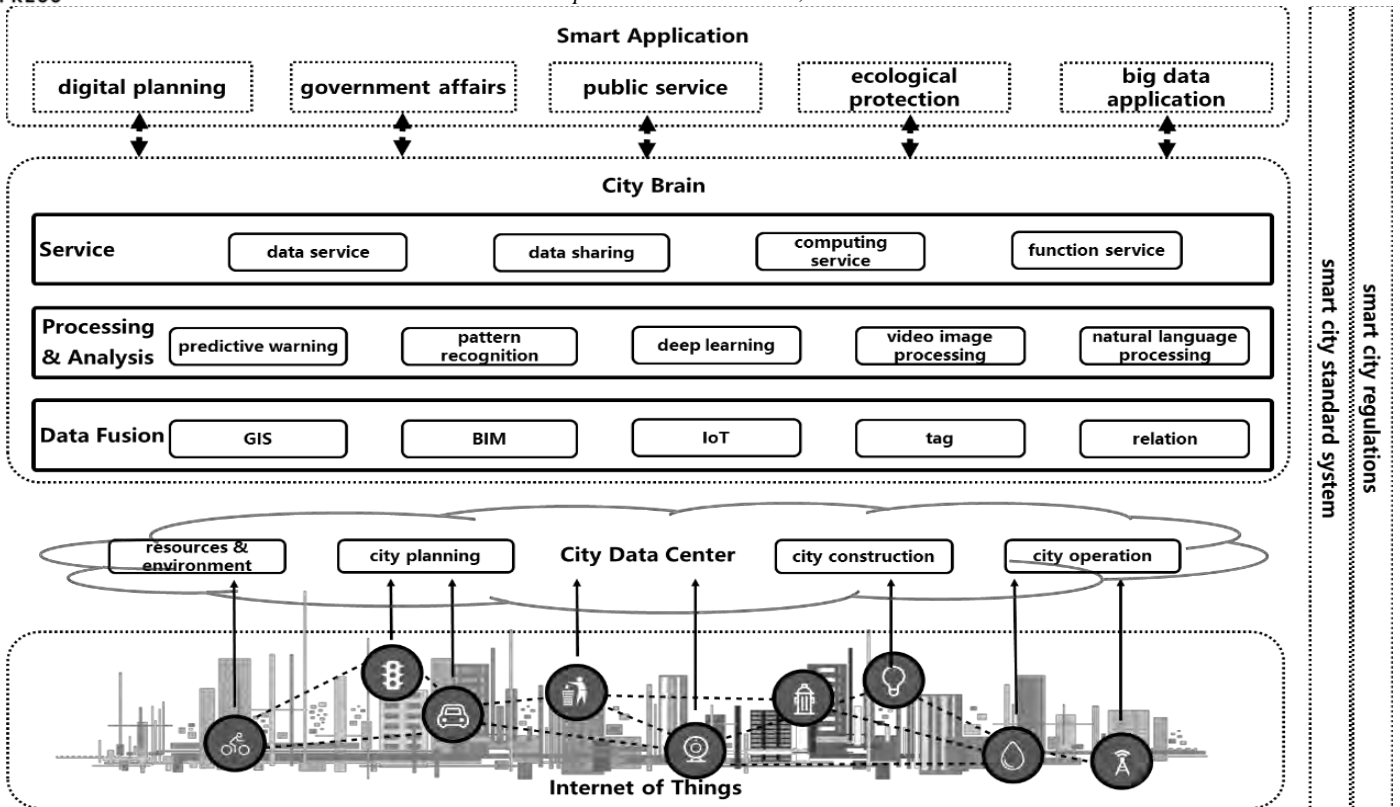 Smart Application
digital planning
government affairs
public service
ecological
protection
big data
application
City Brain
Service
data service
data sharing
computing
service
function service
Processing
& Analysis
predictive warning
pattern
recognition
deep learning
video image
processing
natural language
processing
Data Fusion
GIS
BIM
IoT
tag
relation
resources &
environment
city planning
City Data Center
city construction
city operation
Internet of Things
smart city standard system
smart city regulations